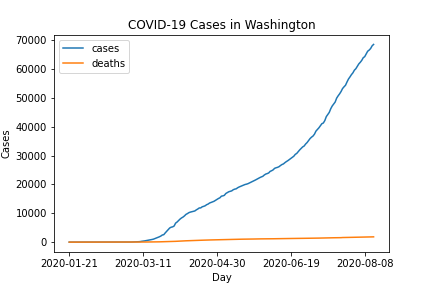 COVID-19 Cases in Washington
cases
deaths
70000
60000
50000
40000
30000
20000
10000
0
Cases
2020-01-21 2020-03-11 2020-04-30 2020-06-19 2020-08-08
Day